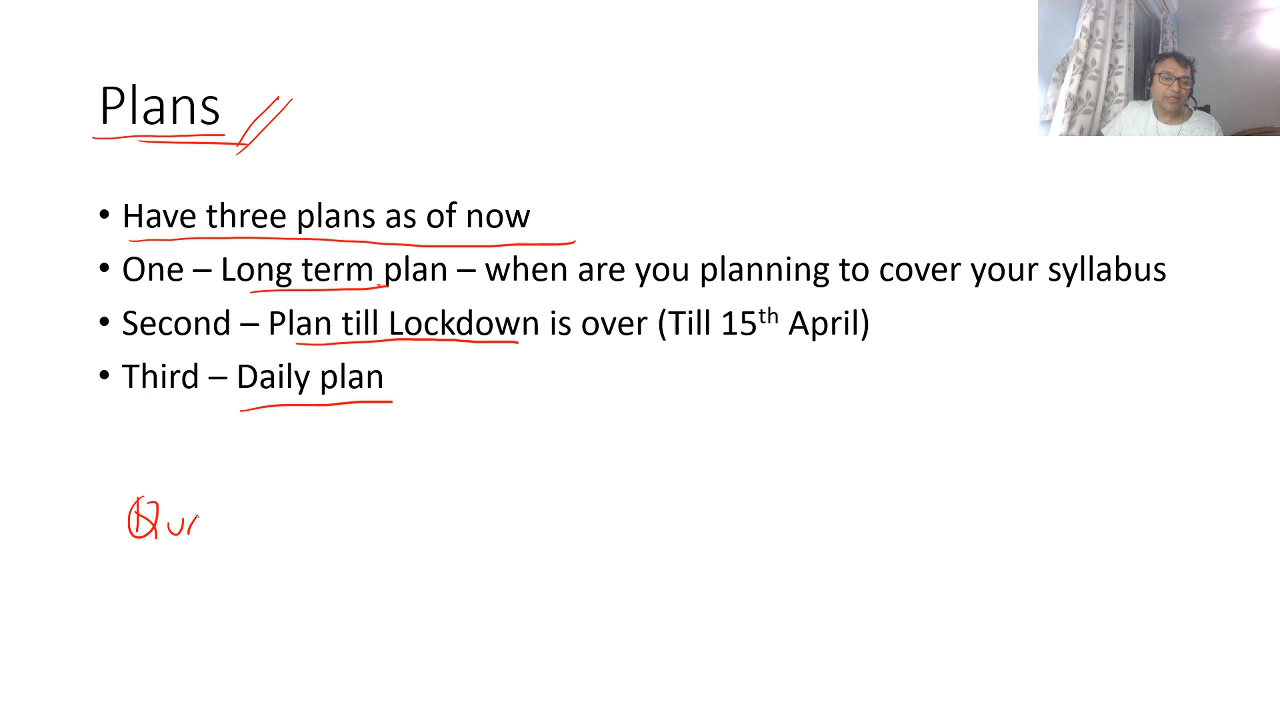 Plans
• Have three plans as of now
• One – Long term plan – when are you planning to cover your syllabus
• Second – Plan till Lockdown is over (Till 15th April)
• Third – Daily plan